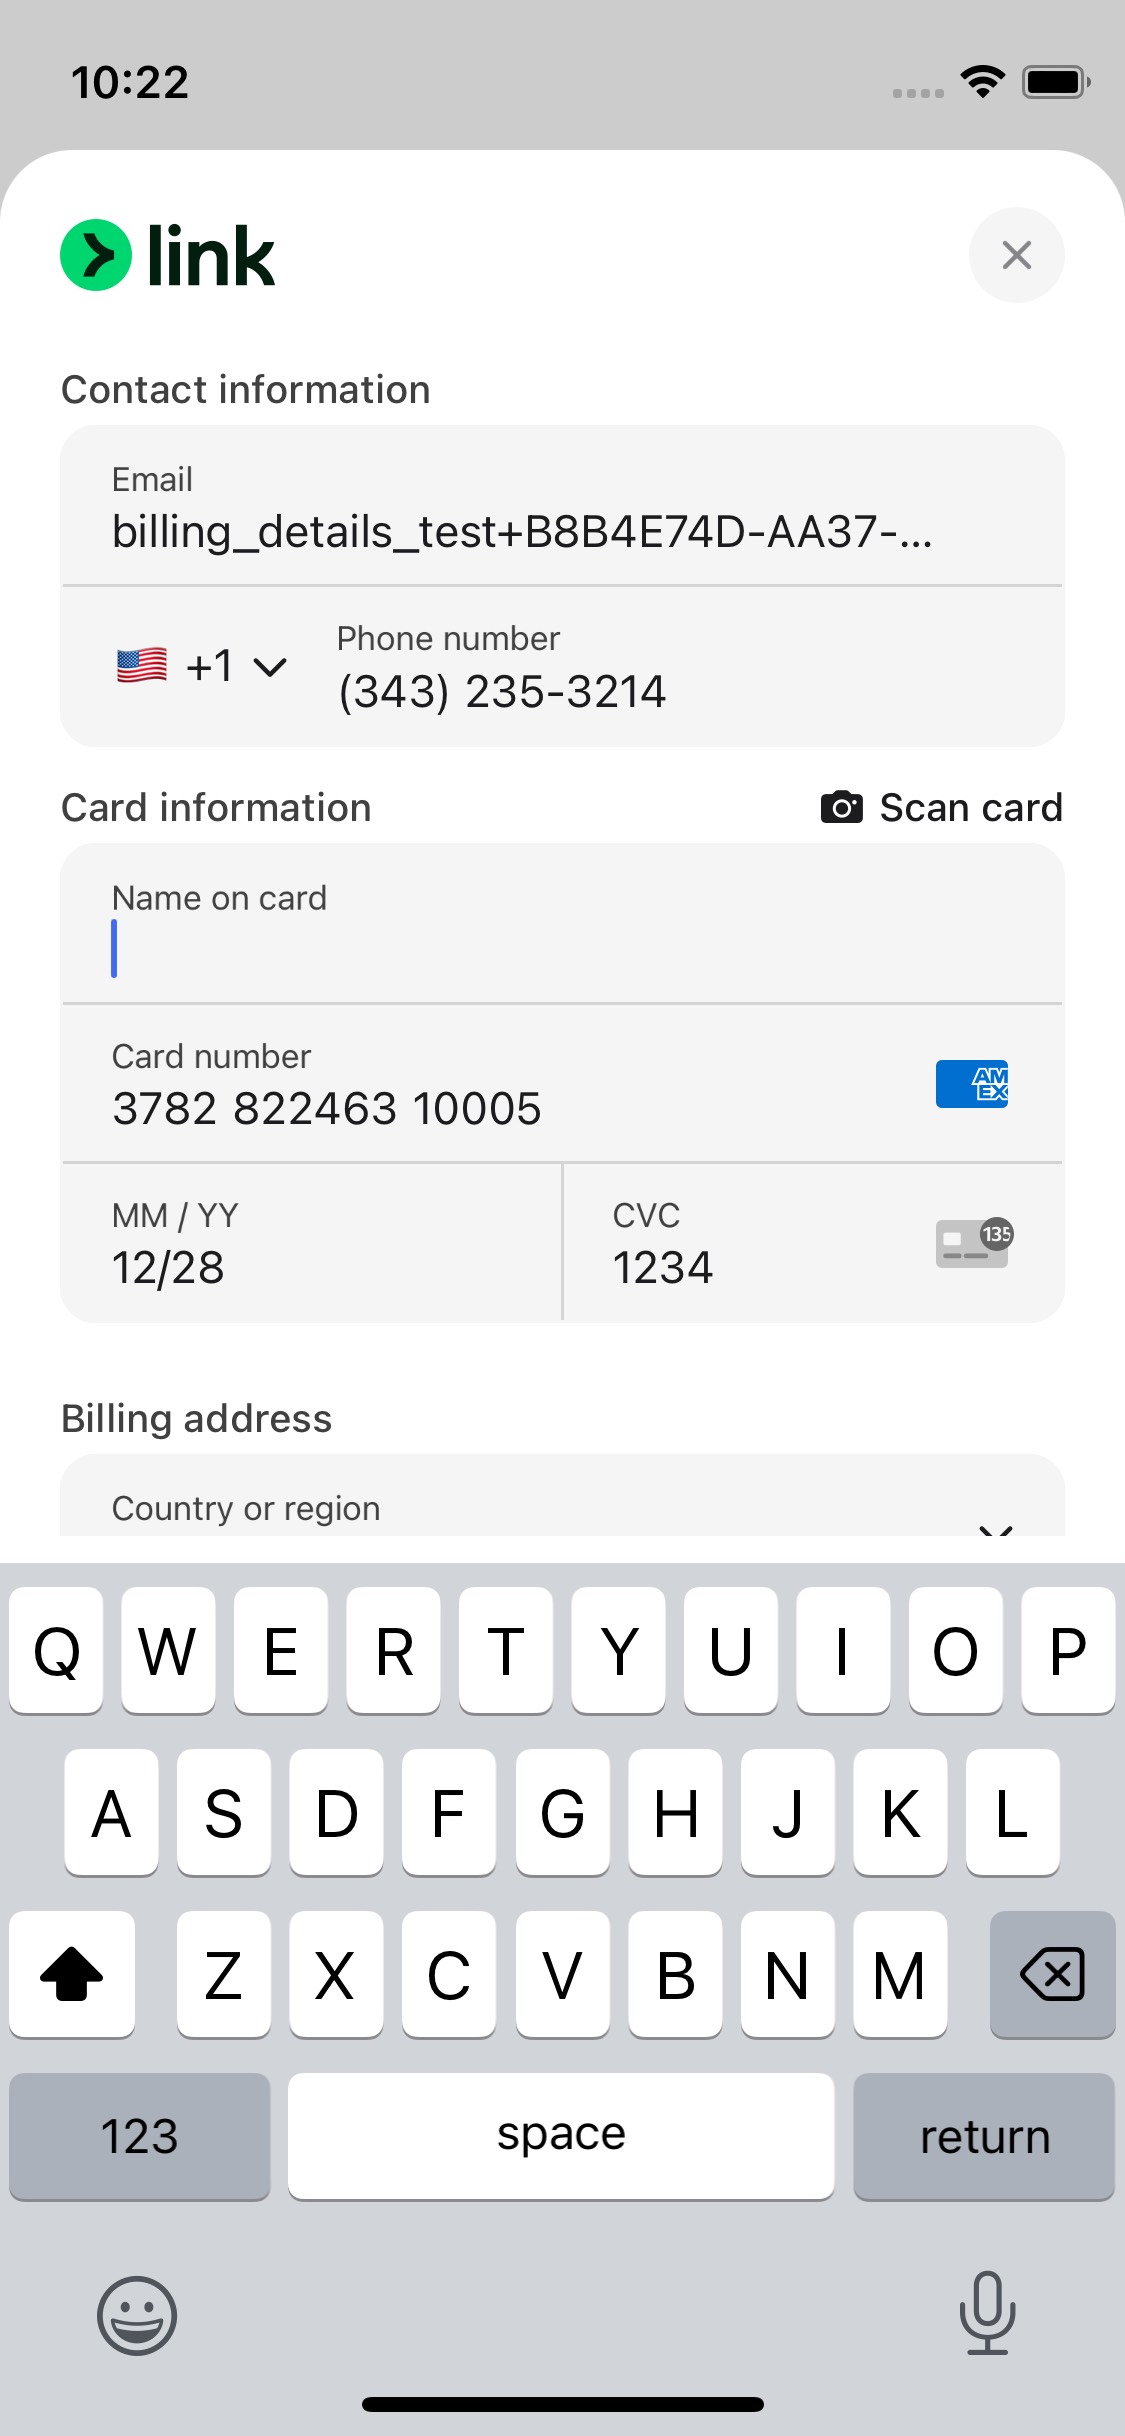 10:22
link
Contact information
Email
billing_details_test+B8B4E74D-AA37-...
+1
Phone number
(343) 235-3214
Card information
Scan card
Name on card
Card number
3782 822463 10005
AM
EX
MM / YY
12/28
CVC
1234
135
Billing address
Country or region
Q W E R T Y U I O P
A S D F G H J K L
Z X C V B N M
123 space return